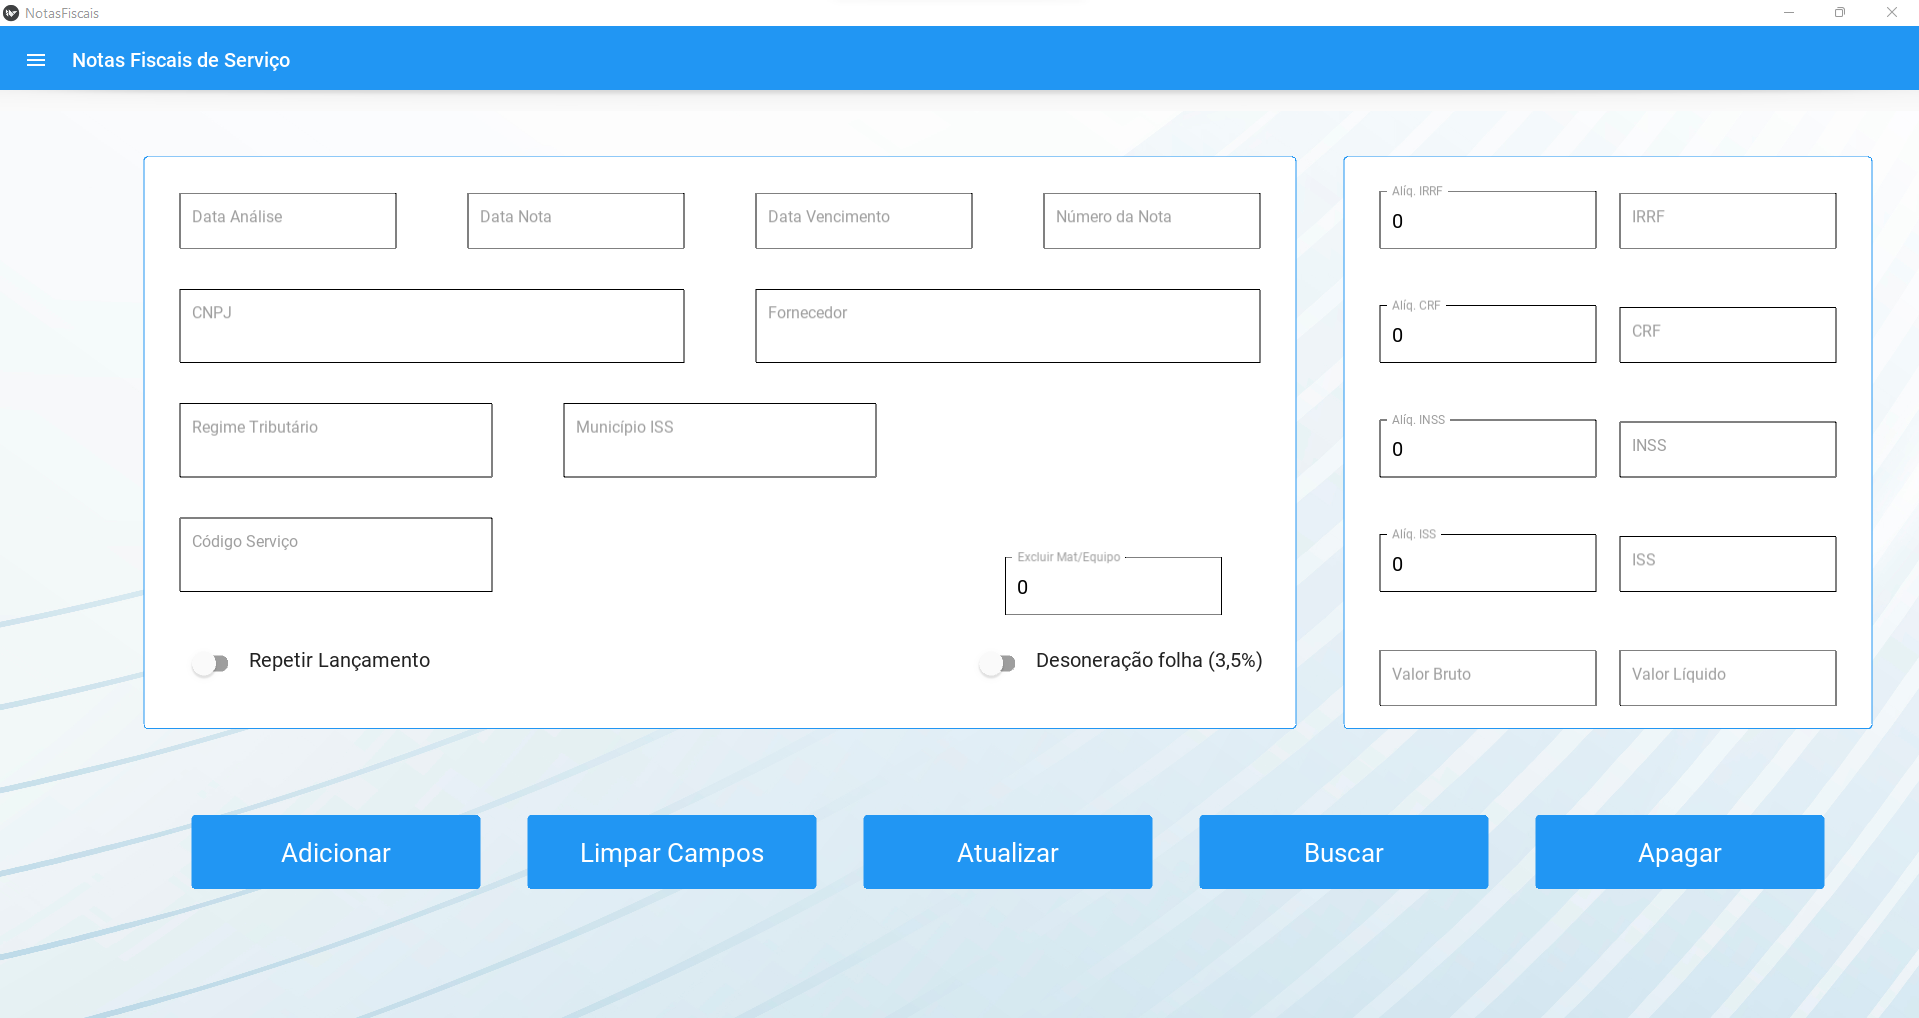 NotasFiscais
Notas Fiscais de Serviço
Data Análise
Data Nota
Data Vencimento
Número da Nota
CNPJ
Fornecedor
Regime Tributário
Município ISS
Código Serviço
Excluir Mat/Equipo
0
Repetir Lançamento
Desoneração folha (3,5%)
Alíq. IRRF
0
IRRF
Alíq. CRF
0
CRF
Alíq. INSS
0
INSS
Alíq. ISS
0
ISS
Valor Bruto
Valor Líquido
Adicionar
Limpar Campos
Atualizar
Buscar
Apagar